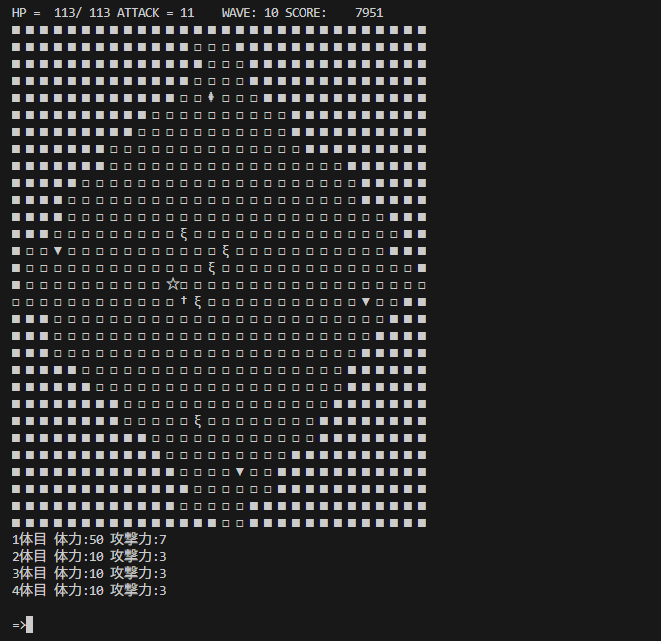 HP =  113/ 113 ATTACK = 11    WAVE: 10 SCORE:    7951
1体目 体力:50 攻撃力:7
2体目 体力:10 攻撃力:3
3体目 体力:10 攻撃力:3
4体目 体力:10 攻撃力:3
=>